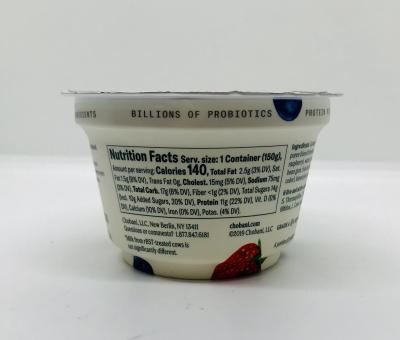 BILLIONS OF PROBIOTICS
PROTEIN
Nutrition Facts Serv. size: 1 Container (150g),
Amount per serving: Calories 140, Total Fat 2.5g (3% DV), Sat.
Fat 1.5g (8% DV), Trans Fat 0g, Cholest. 15mg (5% DV), Sodium 75mg
(3% DV), Total Carb. 17g (6% DV), Fiber <1g (2% DV), Total Sugars 14g
(Incl. 10g Added Sugars, 20% DV), Protein 11g (22% DV), Vit. D (0%
DV), Calcium (10% DV), Iron (0% DV), Potas. (4% DV).
Chobani, LLC., New Berlin, NY 13411
Questions or comments? 1.877.847.6181
*Milk from rBST-treated cows is
not significantly different.
chobani.com
©2019 Chobani, LLC
Ingredients: